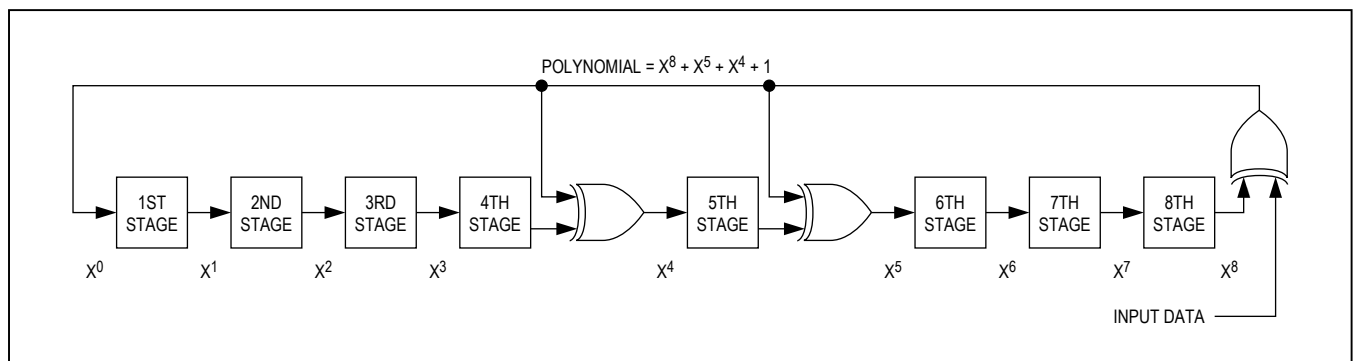 POLYNOMIAL = X⁸ + X⁵ + X⁴ + 1
1ST
STAGE
2ND
STAGE
3RD
STAGE
4TH
STAGE
5TH
STAGE
6TH
STAGE
7TH
STAGE
8TH
STAGE
X⁰
X¹
X²
X³
X⁴
X⁵
X⁶
X⁷
X⁸
INPUT DATA